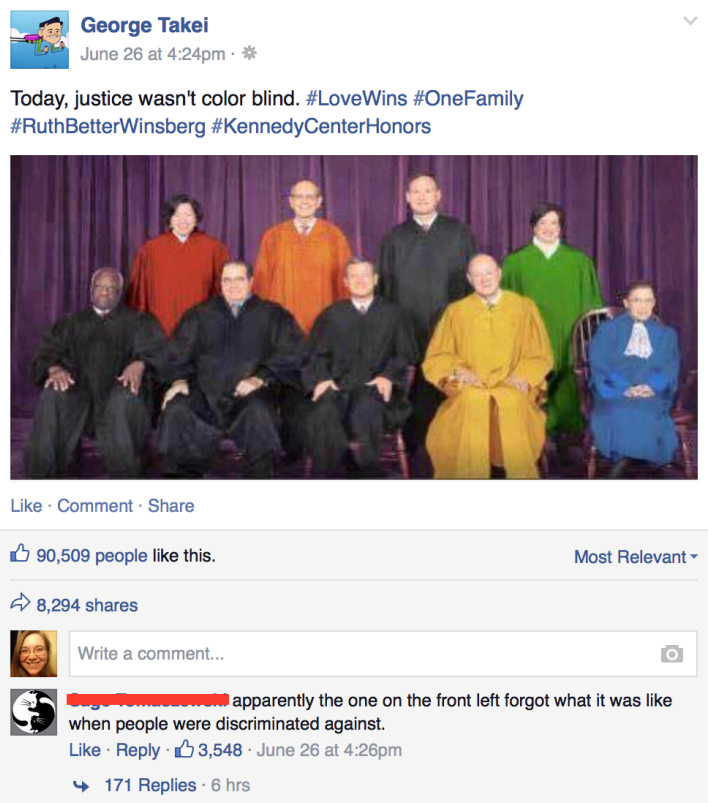 George Takei
June 26 at 4:24pm ·
Today, justice wasn't color blind. #LoveWins #OneFamily
#RuthBetterWinsberg #KennedyCenterHonors
Like · Comment · Share
90,509 people like this.
Most Relevant
8,294 shares
Write a comment...
apparently the one on the front left forgot what it was like
when people were discriminated against.
Like · Reply · 3,548 · June 26 at 4:26pm
171 Replies · 6 hrs